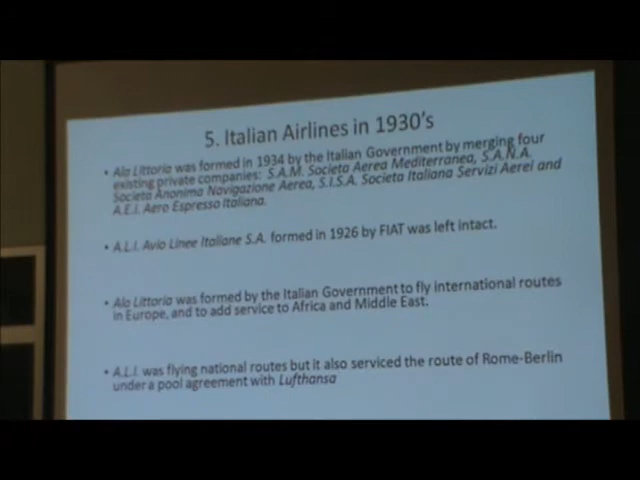 5. Italian Airlines in 1930's
• Ala Littoria was formed in 1934 by the Italian Government by merging four
existing private companies: S.A.M. Societa Aerea Mediterranea, S.A.N.A.
Societa Anonima Navigazione Aerea, S.I.S.A. Societa Italiana Servizi Aerei and
A.E.I. Aero Espresso Italiana.
• A.L.I. Avio Linee Italiane S.A. formed in 1926 by FIAT was left intact.
• Ala Littoria was formed by the Italian Government to fly international routes
in Europe, and to add service to Africa and Middle East.
• A.L.I. was flying national routes but it also serviced the route of Rome-Berlin
under a pool agreement with Lufthansa